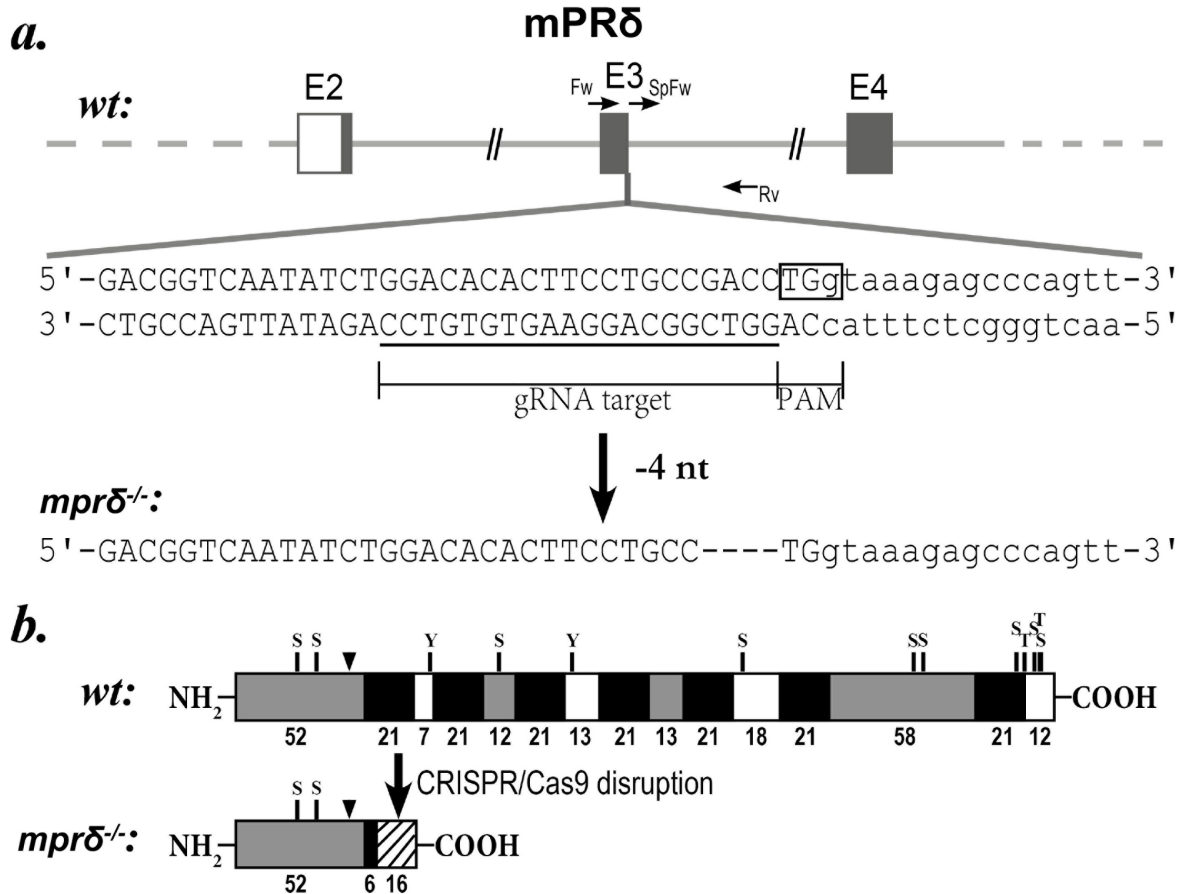 a.
mPRδ
wt:
E2
Fw
E3
SpFw
E4
Rv
5'-GACGGTCAATATCTGGACACACTTCCTGCCGACCTGgtaaagagcccagtt-3'
3'-CTGCCAGTTATAGACCTGTGTGAAGGACGGCTGGACcatttctcgggtcaa-5'
gRNA target
PAM
-4 nt
mprδ-/-:
5'-GACGGTCAATATCTGGACACACTTCCTGCC----TGgtaaagagcccagtt-3'
b.
S S Y S Y S SS S T S T S
wt:
NH2
COOH
52 21 7 21 12 21 13 21 13 21 18 21 58 21 12
CRISPR/Cas9 disruption
S S
mprδ-/-:
NH2
COOH
52 6 16